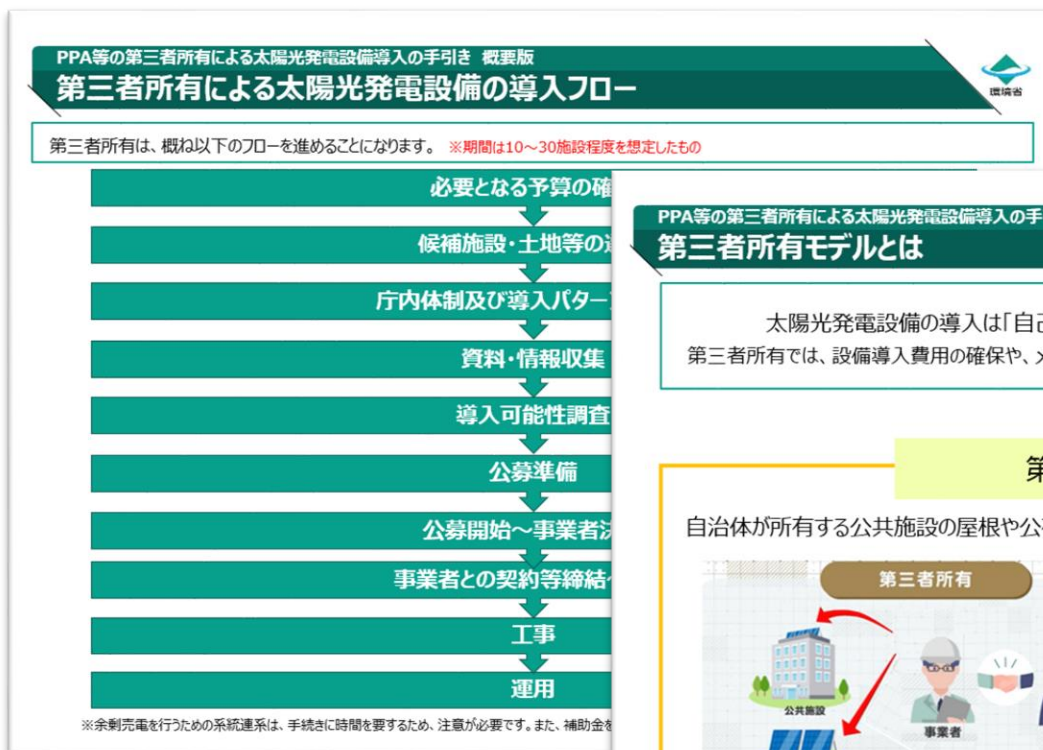 PPA等の第三者所有による太陽光発電設備導入の手引き 概要版
第三者所有による太陽光発電設備の導入フロー
環境省
第三者所有は、概ね以下のフローを進めることになります。 ※期間は10～30施設程度を想定したもの
必要となる予算の確
候補施設・土地等の
庁内体制及び導入パター
資料・情報収集
導入可能性調査
公募準備
公募開始～事業者決
事業者との契約等締結
工事
運用
※余剰売電を行うための系統連系は、手続きに時間を要するため、注意が必要です。また、補助金を
PPA等の第三者所有による太陽光発電設備導入の手
第三者所有モデルとは
太陽光発電設備の導入は「自己
第三者所有では、設備導入費用の確保や、メ
第
自治体が所有する公共施設の屋根や公
第三者所有
公共施設
事業者